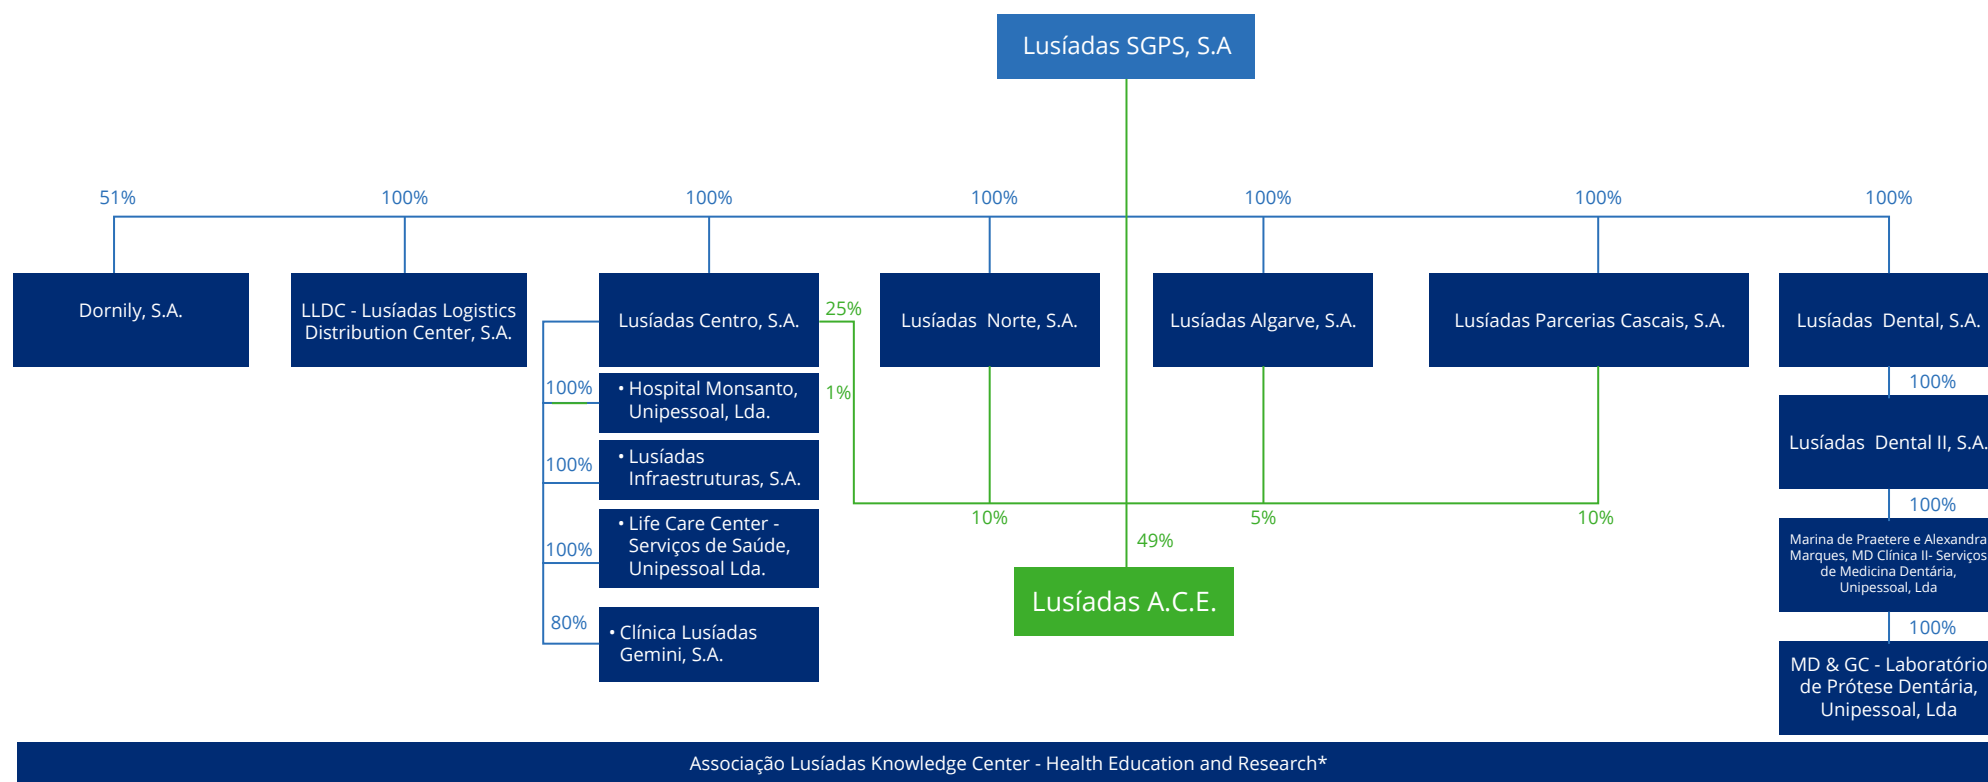 Lusíadas SGPS, S.A
51%
100%
100%
100%
100%
100%
100%
Dornily, S.A.
LLDC - Lusíadas Logistics
Distribution Center, S.A.
Lusíadas Centro, S.A.
25%
Lusíadas Norte, S.A.
Lusíadas Algarve, S.A.
Lusíadas Parcerias Cascais, S.A.
Lusíadas Dental, S.A.
100%
• Hospital Monsanto,
Unipessoal, Lda.
1%
100%
• Lusíadas
Infraestruturas, S.A.
100%
• Life Care Center -
Serviços de Saúde,
Unipessoal Lda.
80%
• Clínica Lusíadas
Gemini, S.A.
10%
5%
10%
49%
Lusíadas A.C.E.
100%
Lusíadas Dental II, S.A.
100%
Marina de Praetere e Alexandra
Marques, MD Clínica II- Serviços
de Medicina Dentária,
Unipessoal, Lda
100%
MD & GC - Laboratório
de Prótese Dentária,
Unipessoal, Lda
Associação Lusíadas Knowledge Center - Health Education and Research*